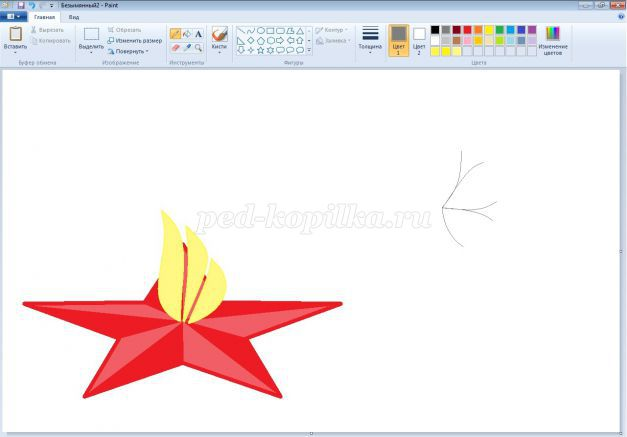 Безымянный2 - Paint
Главная Вид
Вставить
Вырезать
Копировать
Буфер обмена
Выделить
Обрезать
Изменить размер
Повернуть
Изображение
Инструменты
Кисти
Фигуры
Контур
Заливка
Толщина
Цвет 1
Цвет 2
Изменение цветов
Цвета
ped-kopilka.ru